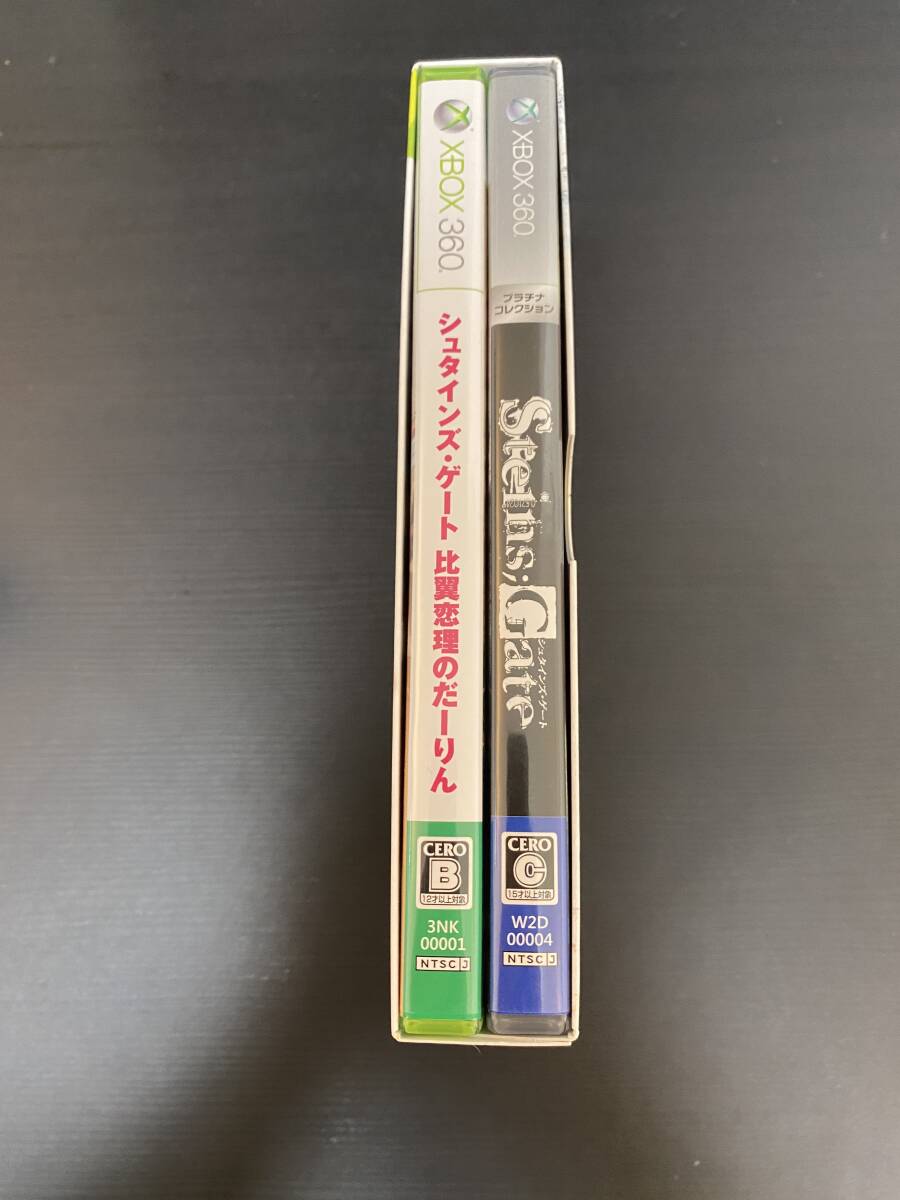 XBOX 360
シュタインズ・ゲート 比翼恋理のだーりん
CERO
B
12才以上対象
3NK
00001
NTSC J
XBOX 360
プラチナ
コレクション
Steins;Gate
シュタインズ・ゲート
CERO
C
15才以上対象
W2D
00004
NTSC J